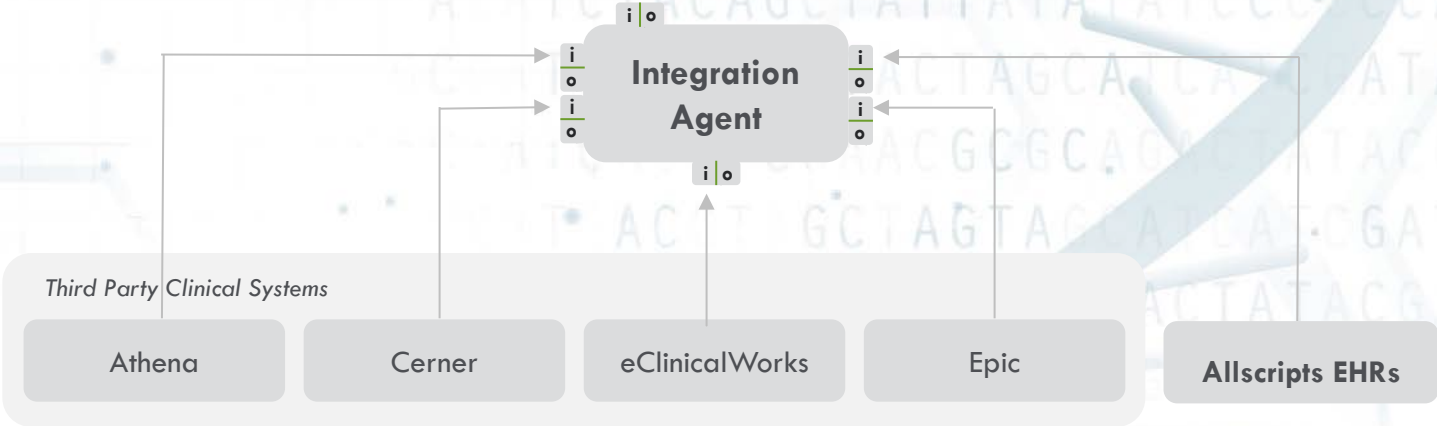 i o
i
o
i
o
Integration
Agent
i
o
i
o
i o
Third Party Clinical Systems
Athena
Cerner
eClinicalWorks
Epic
Allscripts EHRs